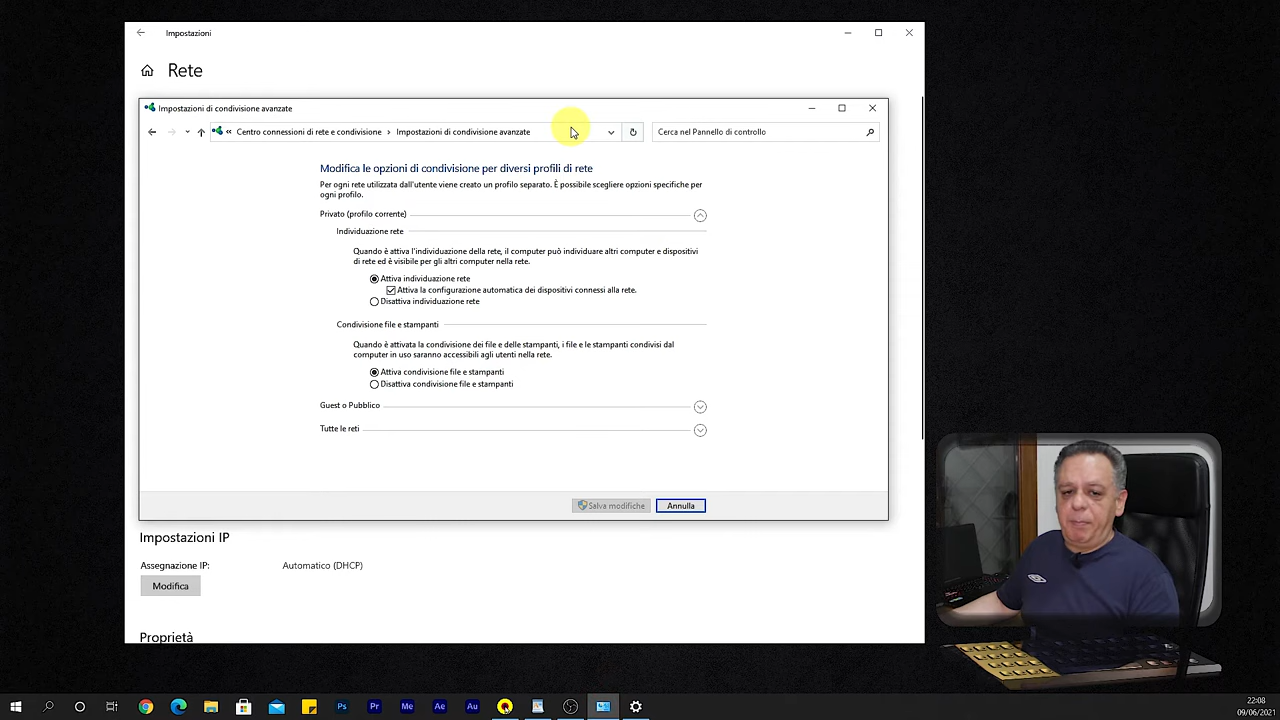 Impostazioni
Rete
Impostazioni di condivisione avanzate
« Centro connessioni di rete e condivisione › Impostazioni di condivisione avanzate
Cerca nel Pannello di controllo
Modifica le opzioni di condivisione per diversi profili di rete
Per ogni rete utilizzata dall'utente viene creato un profilo separato. È possibile scegliere opzioni specifiche per
ogni profilo.
Privato (profilo corrente)
Individuazione rete
Quando è attiva l'individuazione della rete, il computer può individuare altri computer e dispositivi
di rete ed è visibile per gli altri computer nella rete.
Attiva individuazione rete
Attiva la configurazione automatica dei dispositivi connessi alla rete.
Disattiva individuazione rete
Condivisione file e stampanti
Quando è attivata la condivisione dei file e delle stampanti, i file e le stampanti condivisi dal
computer in uso saranno accessibili agli utenti nella rete.
Attiva condivisione file e stampanti
Disattiva condivisione file e stampanti
Guest o Pubblico
Tutte le reti
Salva modifiche
Annulla
Impostazioni IP
Assegnazione IP: Automatico (DHCP)
Modifica
Proprietà
Ps
Pr
Me
Ae
Au
22:08
09/06/2021